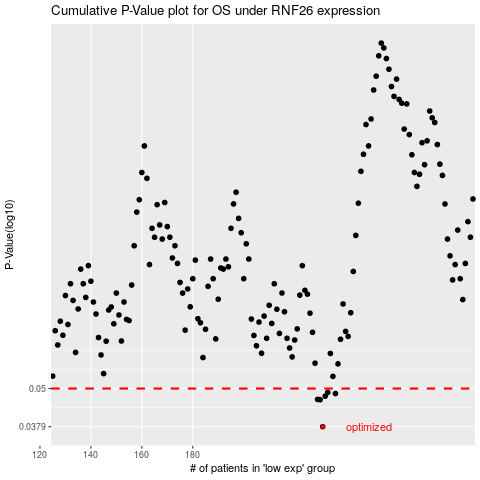 Cumulative P-Value plot for OS under RNF26 expression
P-Value(log10)
0.05
0.0379
optimized
120 140 160 180
# of patients in 'low exp' group